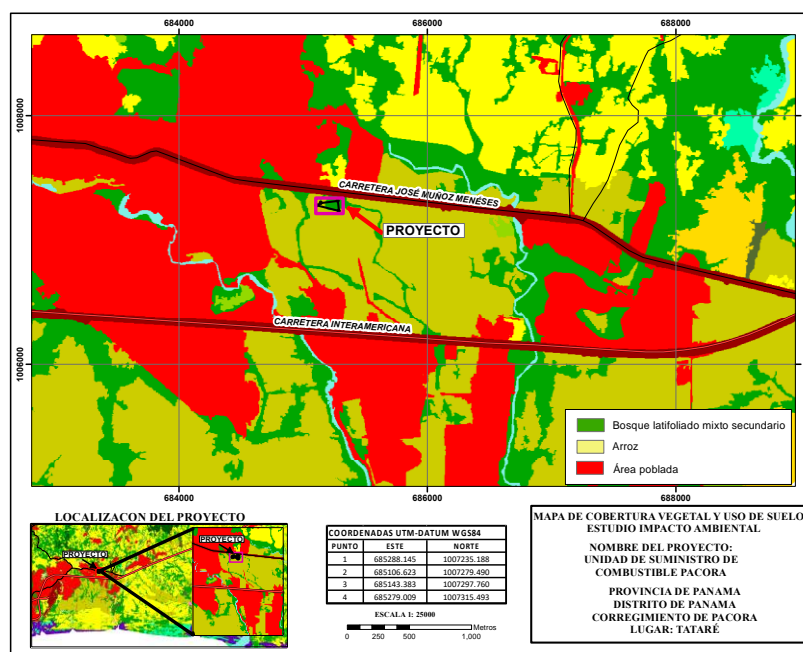 684000 686000 688000
1008000 1008000
CARRETERA JOSÉ MUÑOZ MENÉSES
PROYECTO
CARRETERA INTERAMERICANA
1006000 1006000
Bosque latifoliado mixto secundario
Arroz
Área poblada
684000 686000 688000
LOCALIZACON DEL PROYECTO
PROYECTO
PROYECTO
COORDENADAS UTM-DATUM WGS84
PUNTO ESTE NORTE
1 685288.145 1007235.188
2 685106.623 1007279.490
3 685143.383 1007297.760
4 685279.009 1007315.493
ESCALA 1: 25000
Metros
0 250 500 1,000
MAPA DE COBERTURA VEGETAL Y USO DE SUELO
ESTUDIO IMPACTO AMBIENTAL
NOMBRE DEL PROYECTO:
UNIDAD DE SUMINISTRO DE
COMBUSTIBLE PACORA
PROVINCIA DE PANAMA
DISTRITO DE PANAMA
CORREGIMIENTO DE PACORA
LUGAR: TATARÉ